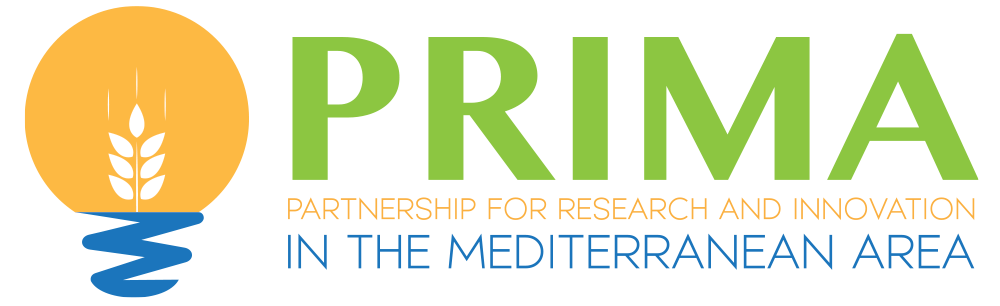 PRIMA
PARTNERSHIP FOR RESEARCH AND INNOVATION
IN THE MEDITERRANEAN AREA